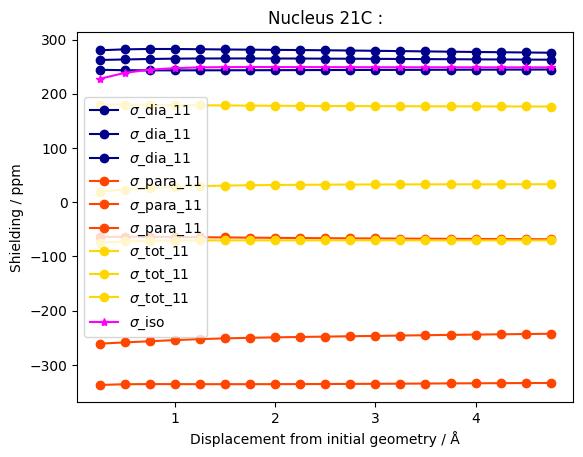 Nucleus 21C :
300
200
100
0
−100
−200
−300
Shielding / ppm
σ_dia_11
σ_dia_11
σ_dia_11
σ_para_11
σ_para_11
σ_para_11
σ_tot_11
σ_tot_11
σ_tot_11
σ_iso
1 2 3 4
Displacement from initial geometry / Å